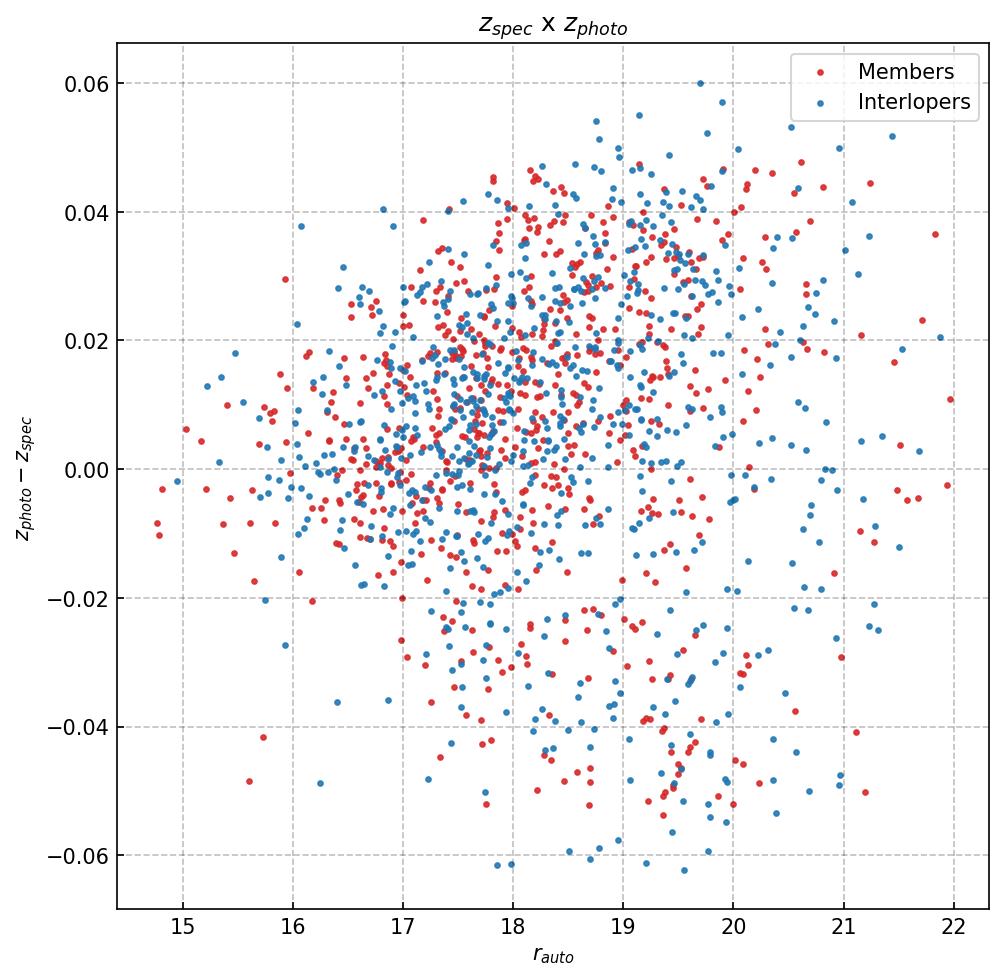 z_spec x z_photo
Members
Interlopers
0.06
0.04
0.02
0.00
−0.02
−0.04
−0.06
z_photo − z_spec
15 16 17 18 19 20 21 22
r_auto